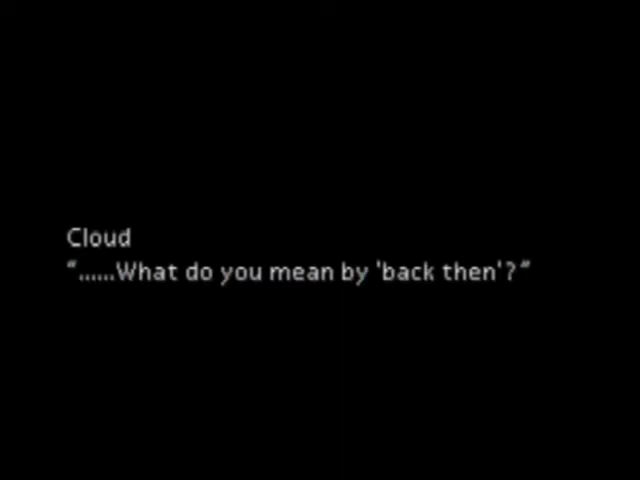 Cloud
“......What do you mean by 'back then'?”